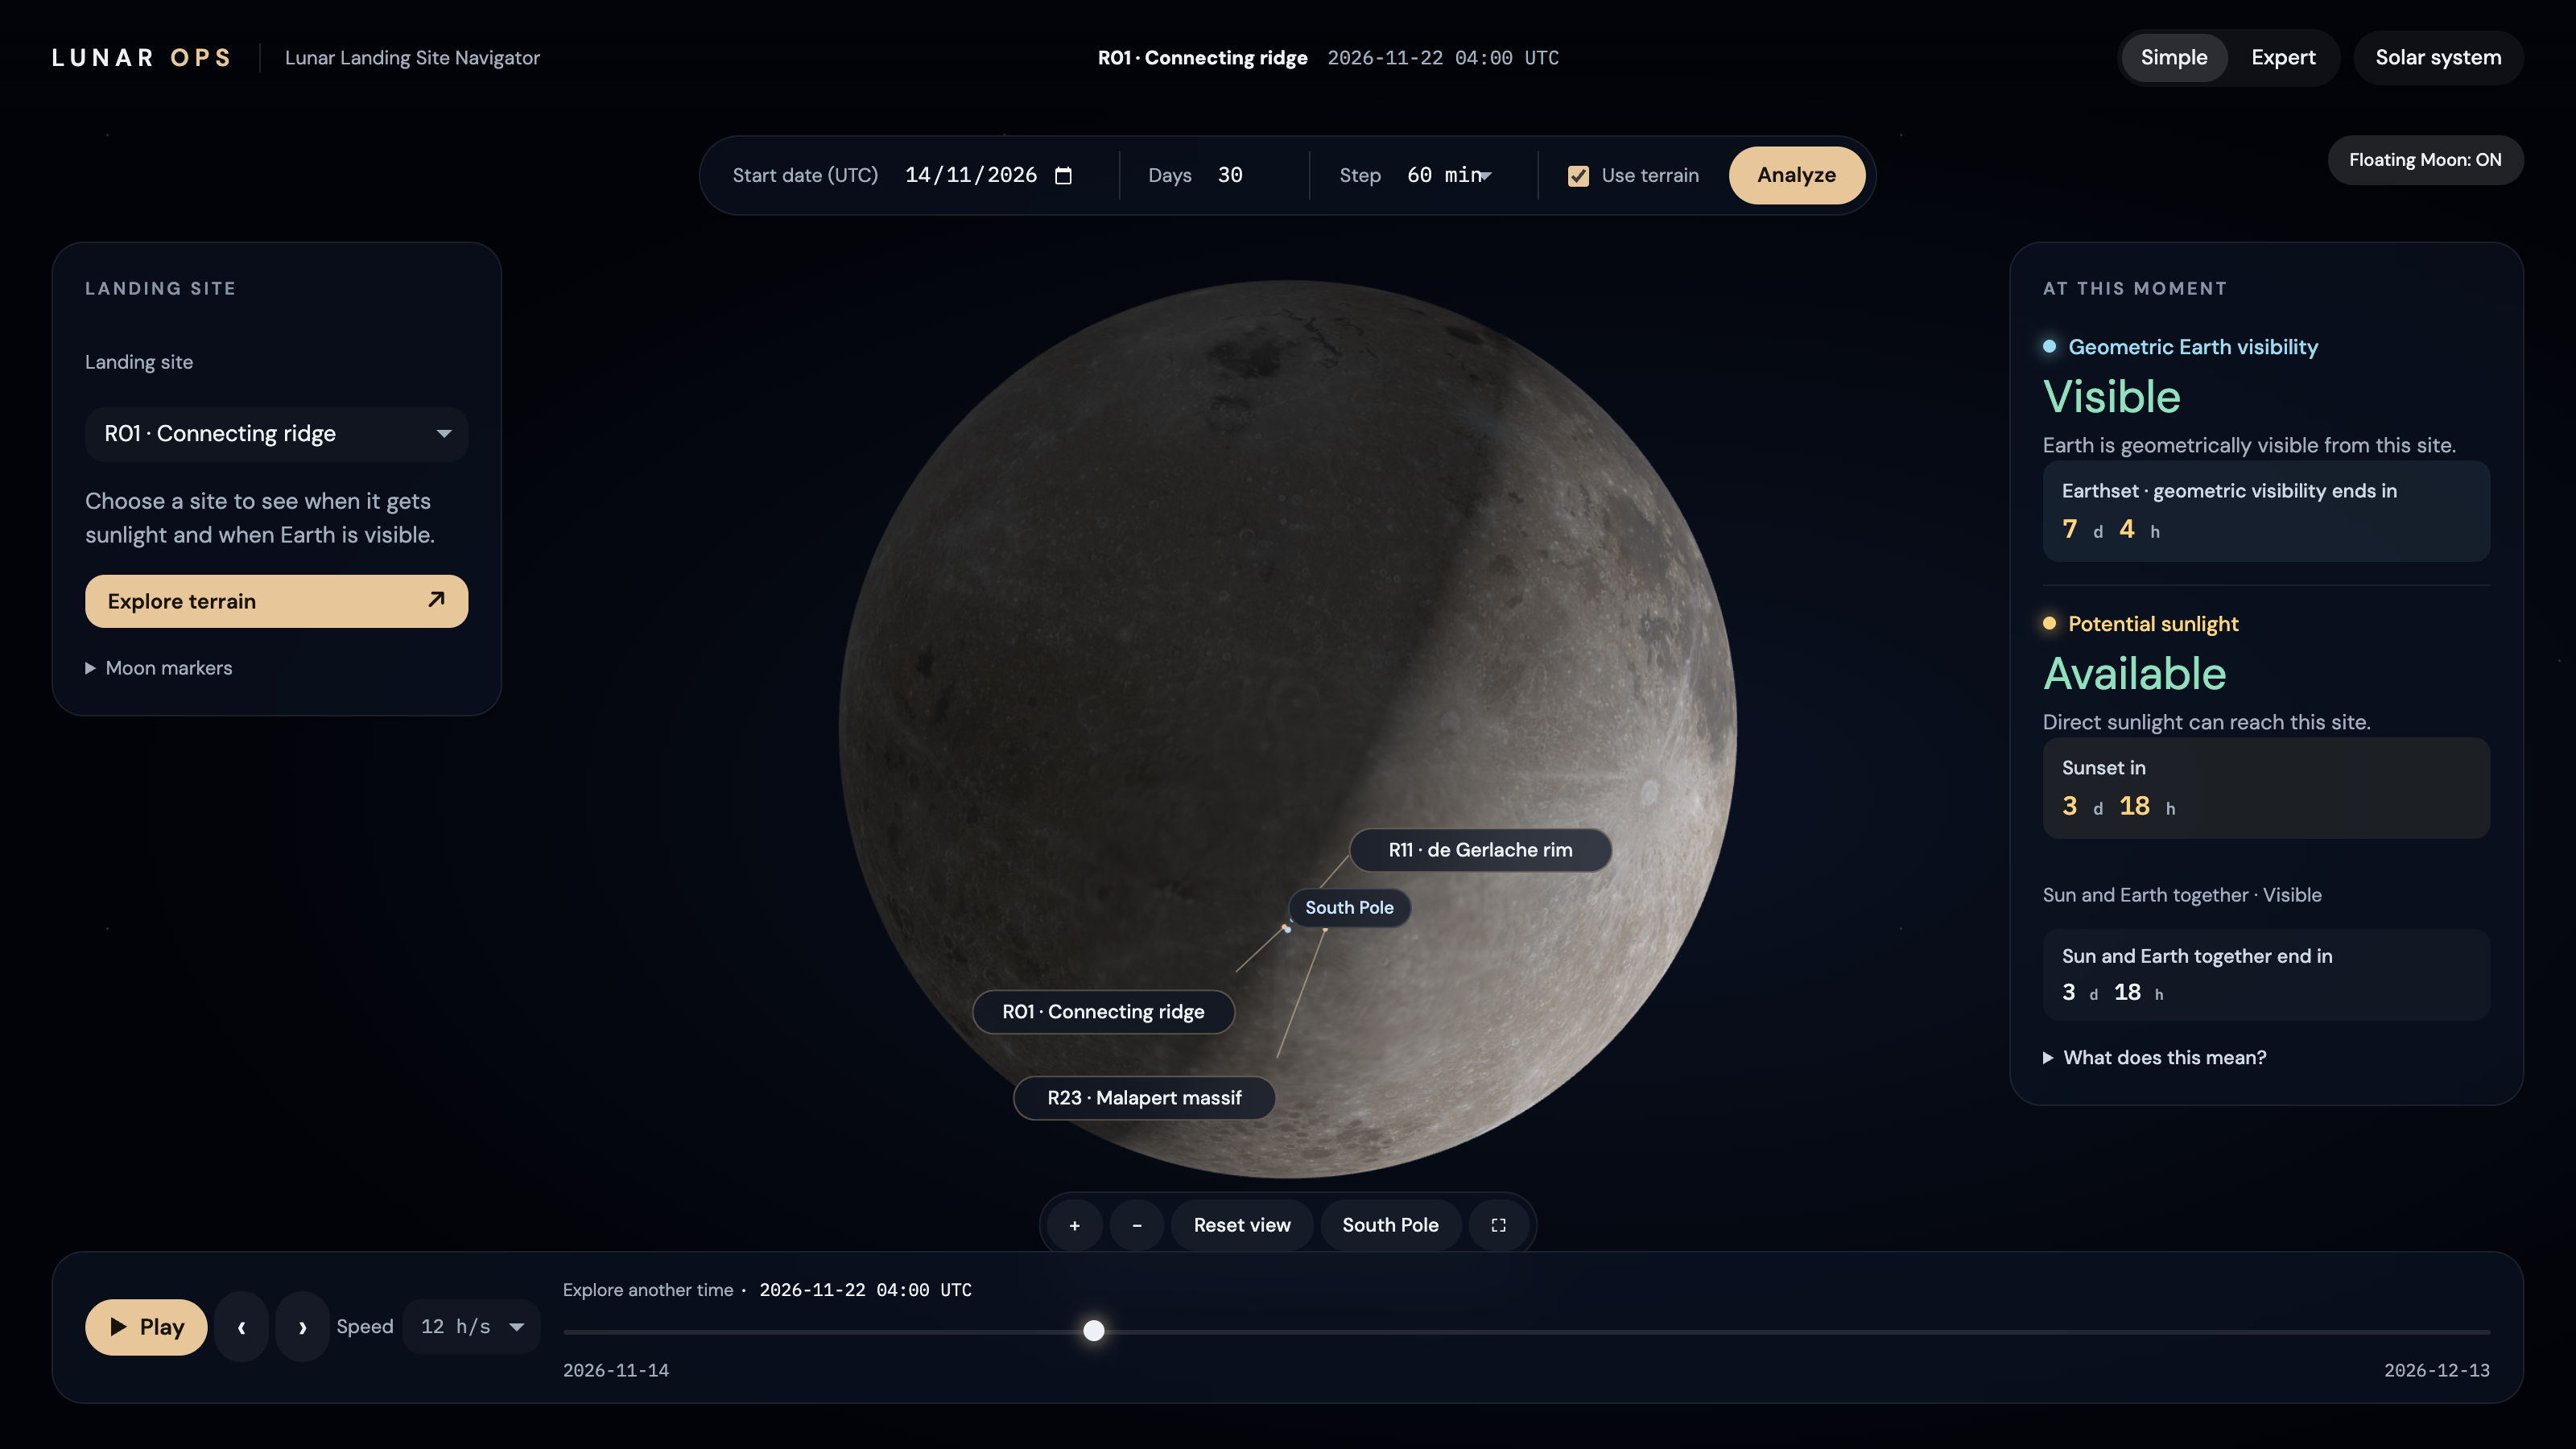 LUNAR OPS
Lunar Landing Site Navigator
R01 · Connecting ridge 2026-11-22 04:00 UTC
Simple
Expert
Solar system
Start date (UTC) 14/11/2026
Days 30
Step 60 min
Use terrain
Analyze
Floating Moon: ON
LANDING SITE
Landing site
R01 · Connecting ridge
Choose a site to see when it gets
sunlight and when Earth is visible.
Explore terrain
Moon markers
R11 · de Gerlache rim
South Pole
R01 · Connecting ridge
R23 · Malapert massif
AT THIS MOMENT
Geometric Earth visibility
Visible
Earth is geometrically visible from this site.
Earthset · geometric visibility ends in
7 d 4 h
Potential sunlight
Available
Direct sunlight can reach this site.
Sunset in
3 d 18 h
Sun and Earth together · Visible
Sun and Earth together end in
3 d 18 h
What does this mean?
+
−
Reset view
South Pole
Play
‹
›
Speed
12 h/s
Explore another time · 2026-11-22 04:00 UTC
2026-11-14
2026-12-13